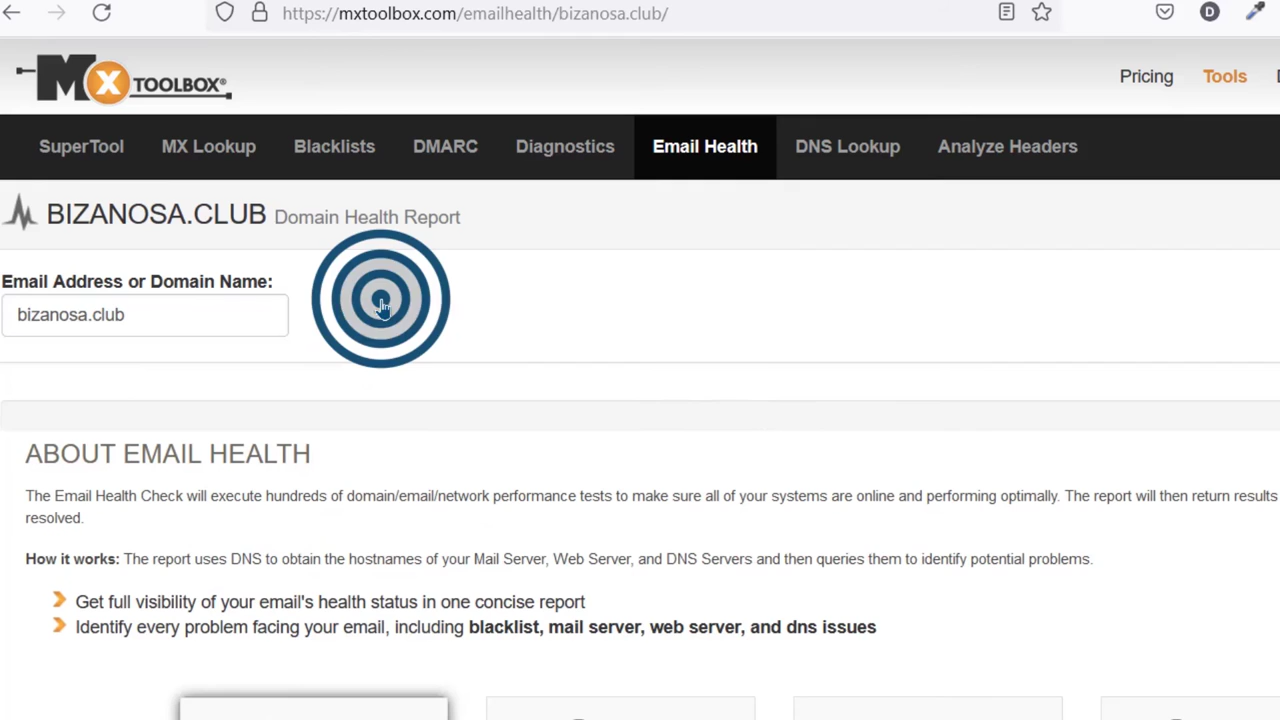 https://mxtoolbox.com/emailhealth/bizanosa.club/
D
MX TOOLBOX®
Pricing Tools
SuperTool MX Lookup Blacklists DMARC Diagnostics Email Health DNS Lookup Analyze Headers
BIZANOSA.CLUB Domain Health Report
Email Address or Domain Name:
bizanosa.club
ABOUT EMAIL HEALTH
The Email Health Check will execute hundreds of domain/email/network performance tests to make sure all of your systems are online and performing optimally. The report will then return results
resolved.
How it works: The report uses DNS to obtain the hostnames of your Mail Server, Web Server, and DNS Servers and then queries them to identify potential problems.
Get full visibility of your email's health status in one concise report
Identify every problem facing your email, including blacklist, mail server, web server, and dns issues